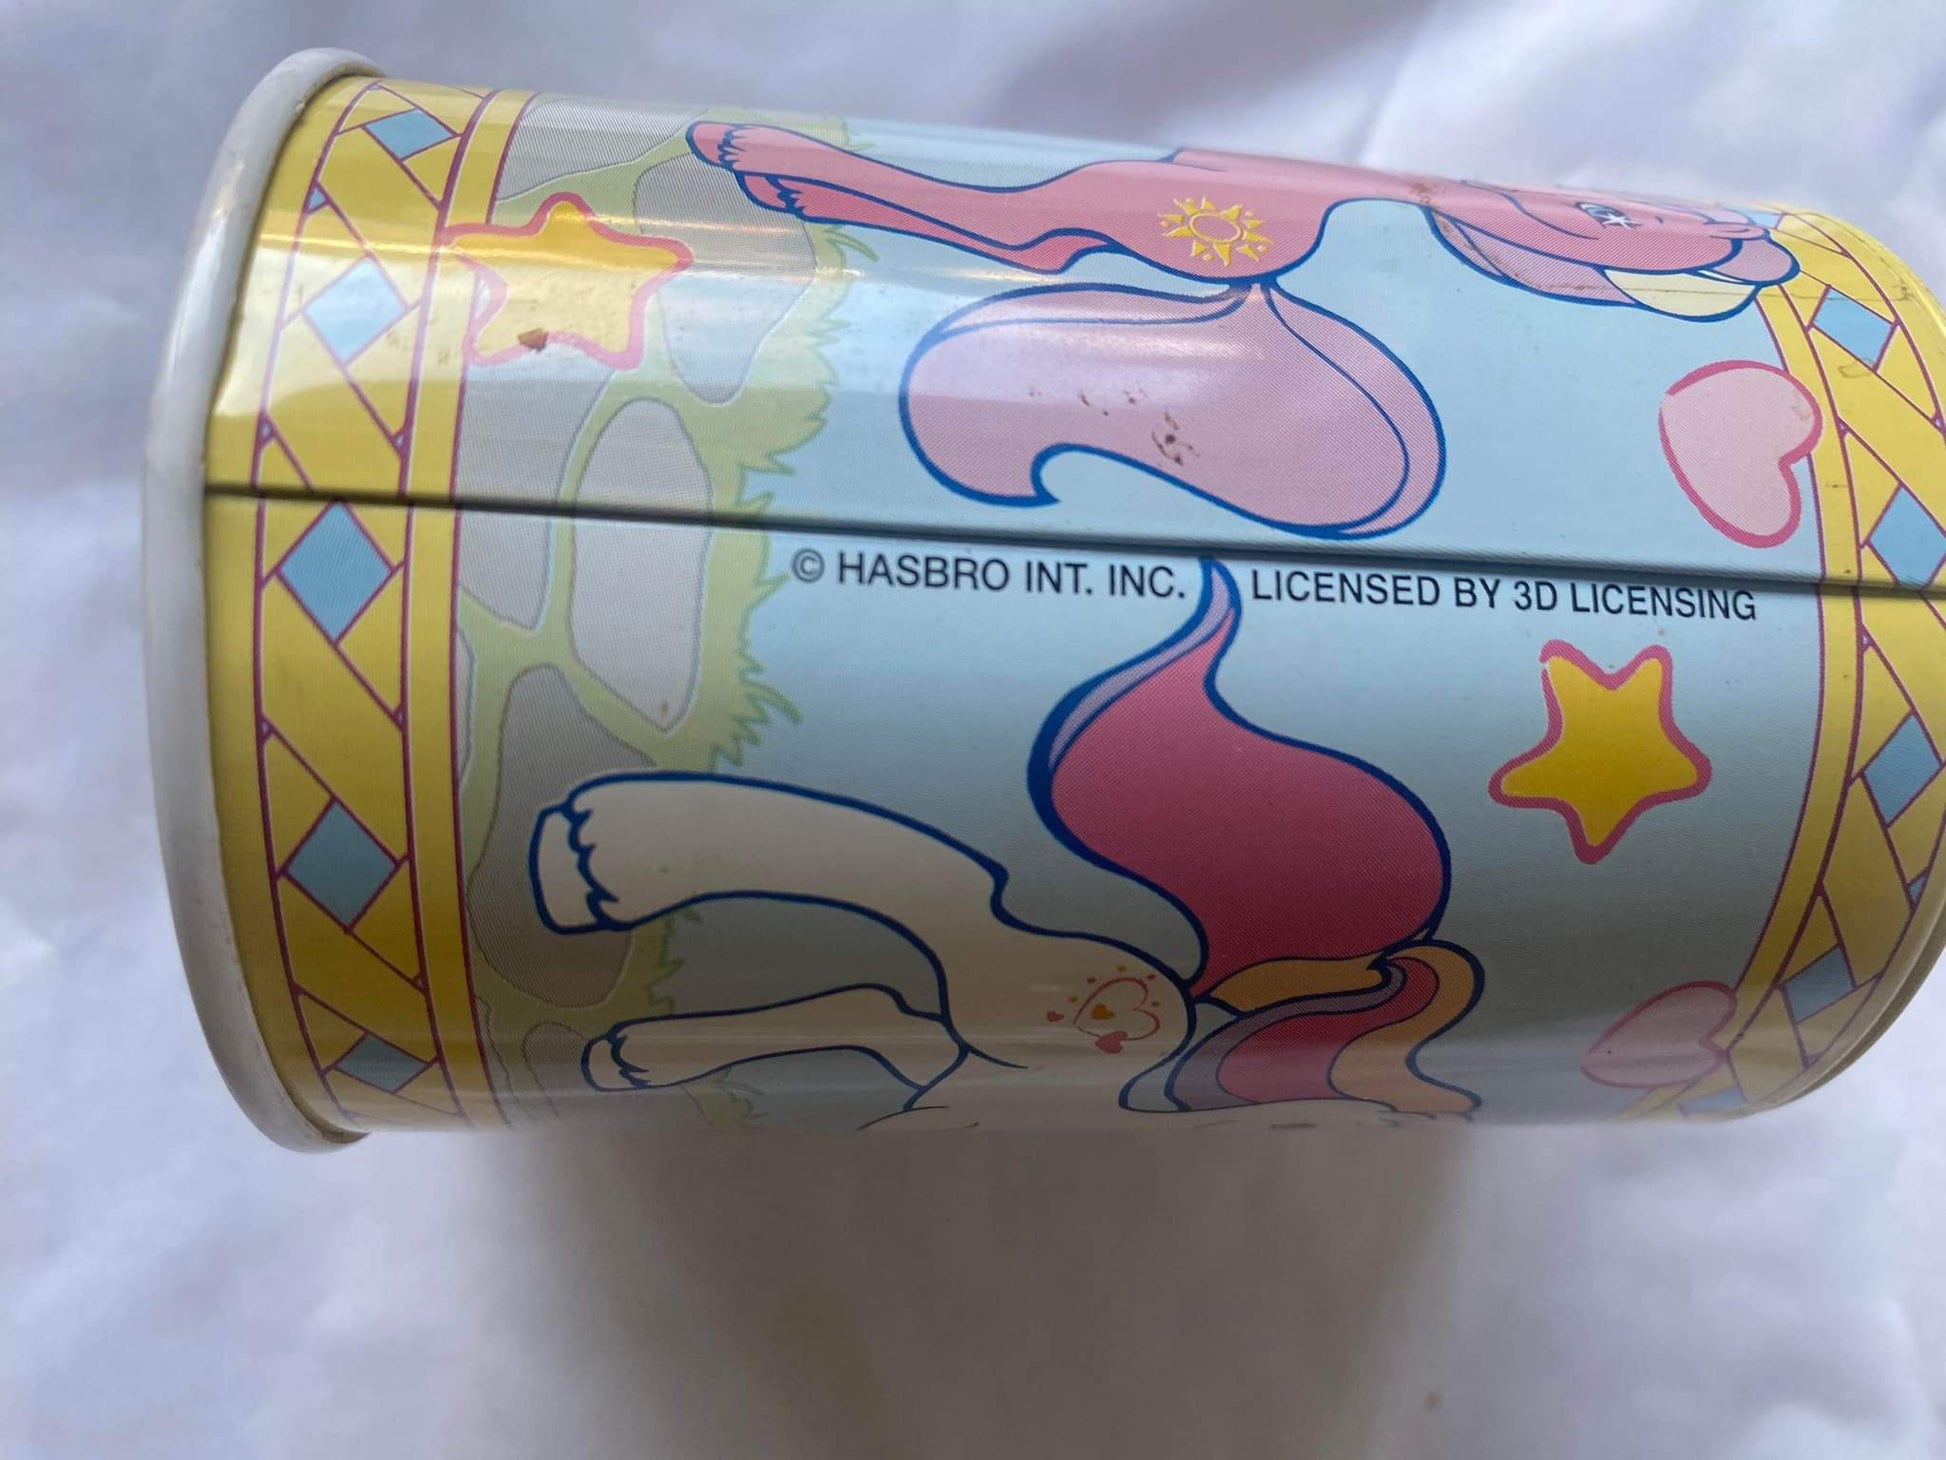 © HASBRO INT. INC. LICENSED BY 3D LICENSING